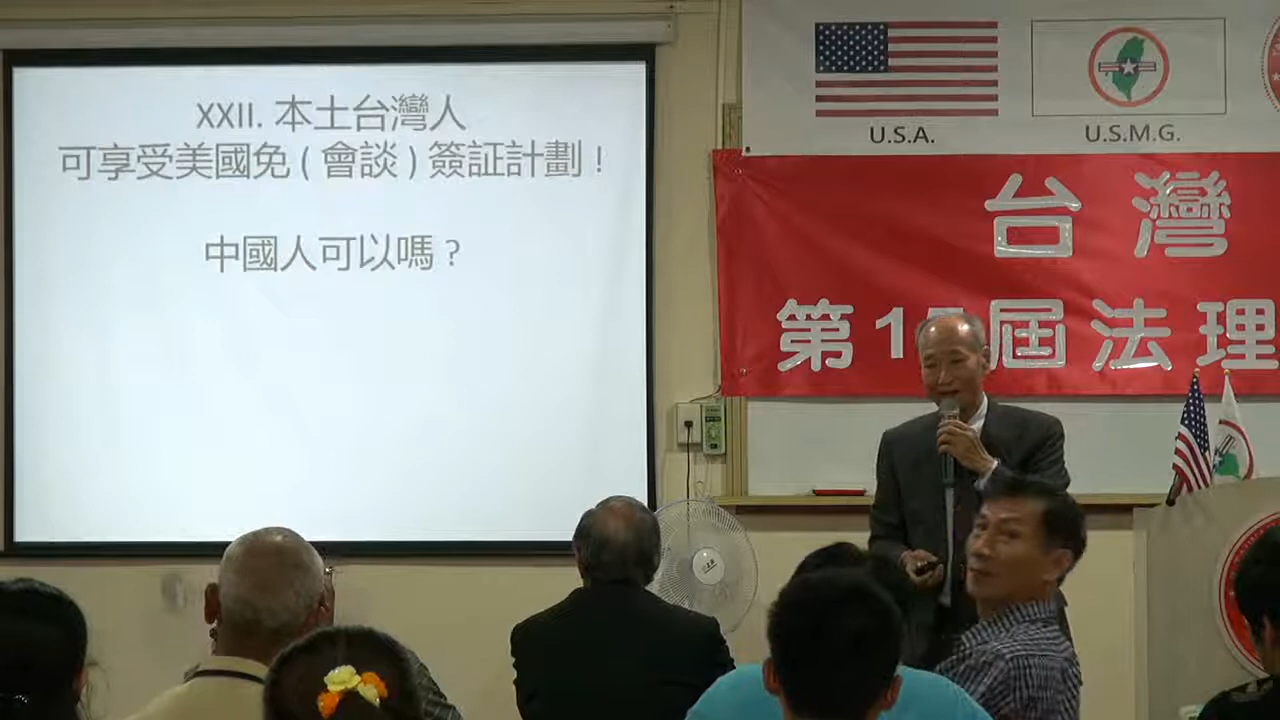 XXII. 本土台灣人
可享受美國免 ( 會談 ) 簽証計劃 !
中國人可以嗎 ?
U.S.A.
U.S.M.G.
台灣
第1 屆法理